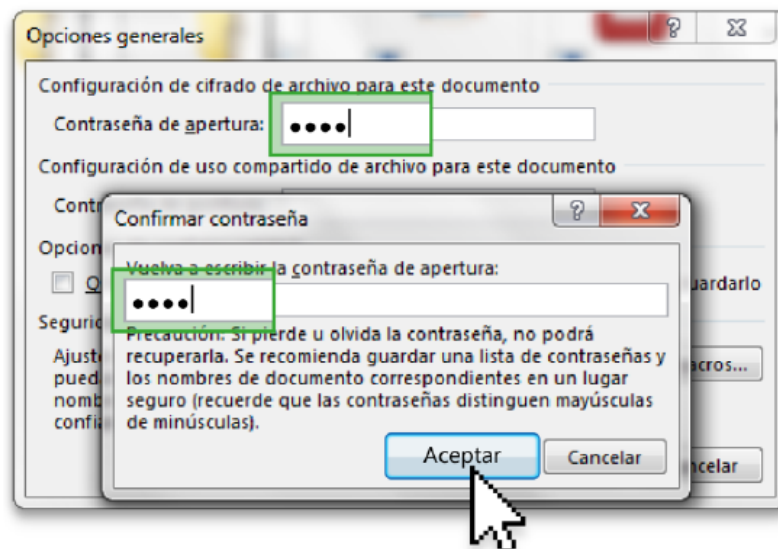 Opciones generales
Configuración de cifrado de archivo para este documento
Contraseña de apertura: ••••
Configuración de uso compartido de archivo para este documento
Confirmar contraseña
Vuelva a escribir la contraseña de apertura:
••••
Precaución: Si pierde u olvida la contraseña, no podrá
recuperarla. Se recomienda guardar una lista de contraseñas y
los nombres de documento correspondientes en un lugar
seguro (recuerde que las contraseñas distinguen mayúsculas
de minúsculas).
Aceptar
Cancelar